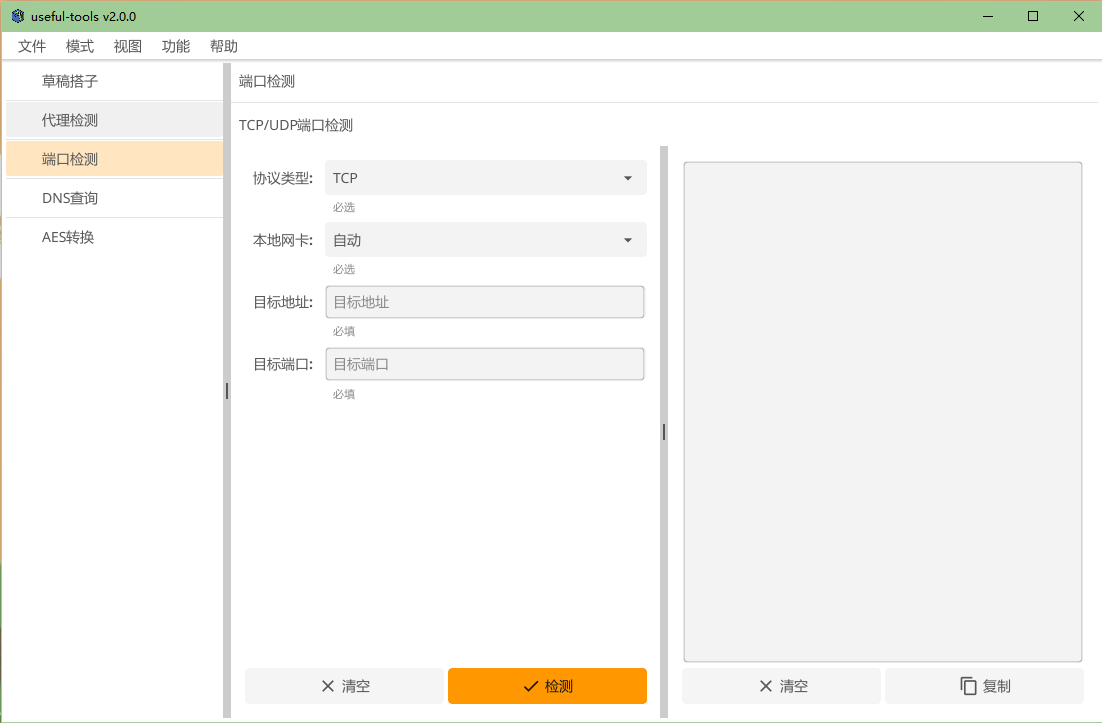 useful-tools v2.0.0
文件 模式 视图 功能 帮助
草稿搭子
代理检测
端口检测
DNS查询
AES转换
端口检测
TCP/UDP端口检测
协议类型: TCP
必选
本地网卡: 自动
必选
目标地址: 目标地址
必填
目标端口: 目标端口
必填
清空 检测
清空 复制